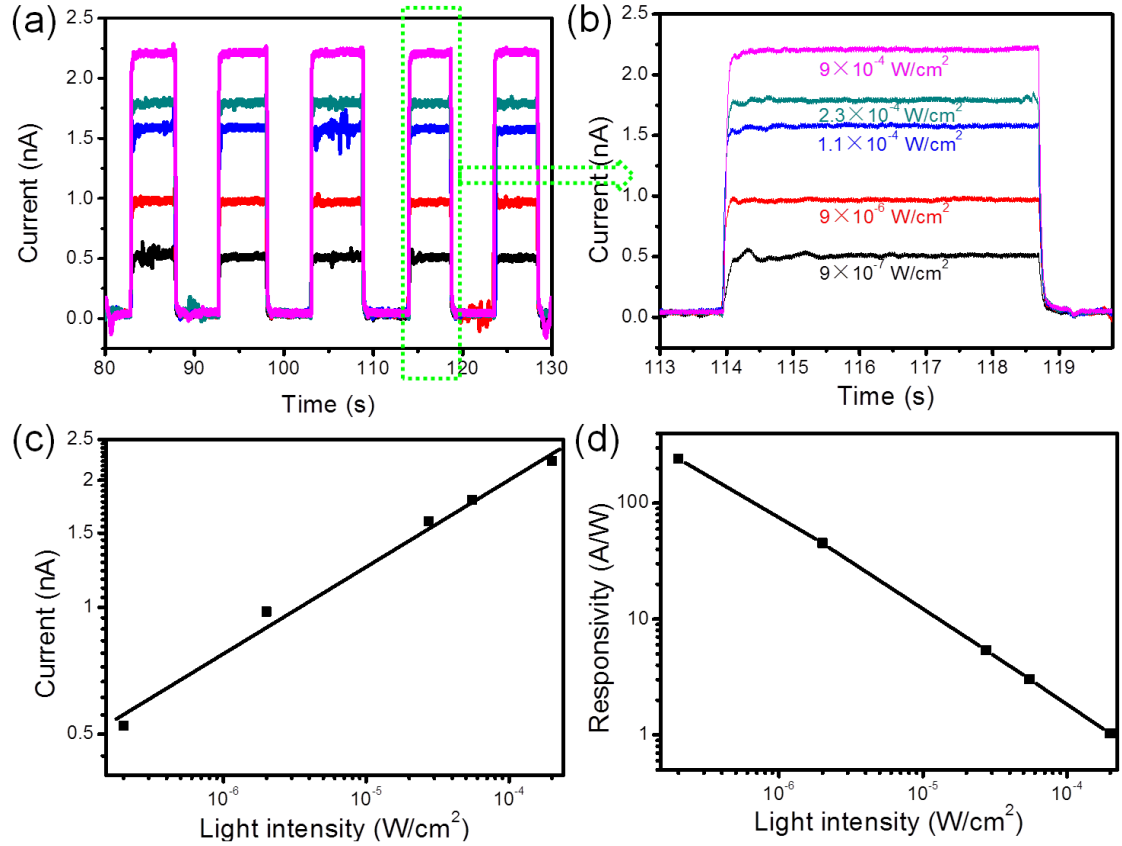 (a)
Current (nA)
2.5
2.0
1.5
1.0
0.5
0.0
80 90 100 110 120 130
Time (s)
(b)
Current (nA)
2.5
2.0
1.5
1.0
0.5
0.0
9×10⁻⁴ W/cm²
2.3×10⁻⁴ W/cm²
1.1×10⁻⁴ W/cm²
9×10⁻⁶ W/cm²
9×10⁻⁷ W/cm²
113 114 115 116 117 118 119
Time (s)
(c)
Current (nA)
2.5
2
1.5
1
0.5
10⁻⁶ 10⁻⁵ 10⁻⁴
Light intensity (W/cm²)
(d)
Responsivity (A/W)
100
10
1
10⁻⁶ 10⁻⁵ 10⁻⁴
Light intensity (W/cm²)